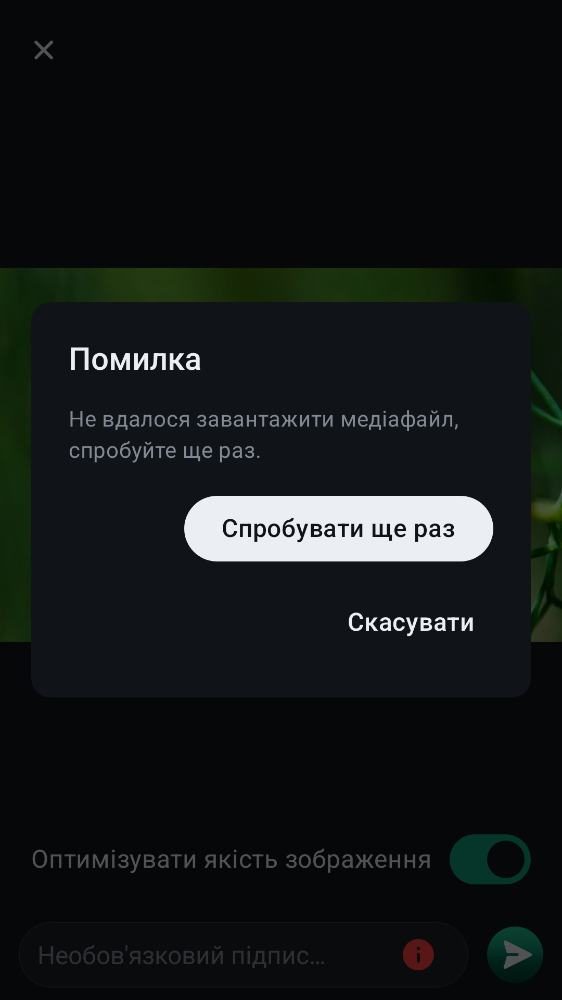 Помилка
Не вдалося завантажити медіафайл,
спробуйте ще раз.
Спробувати ще раз
Скасувати
Оптимізувати якість зображення
Необов'язковий підпис...